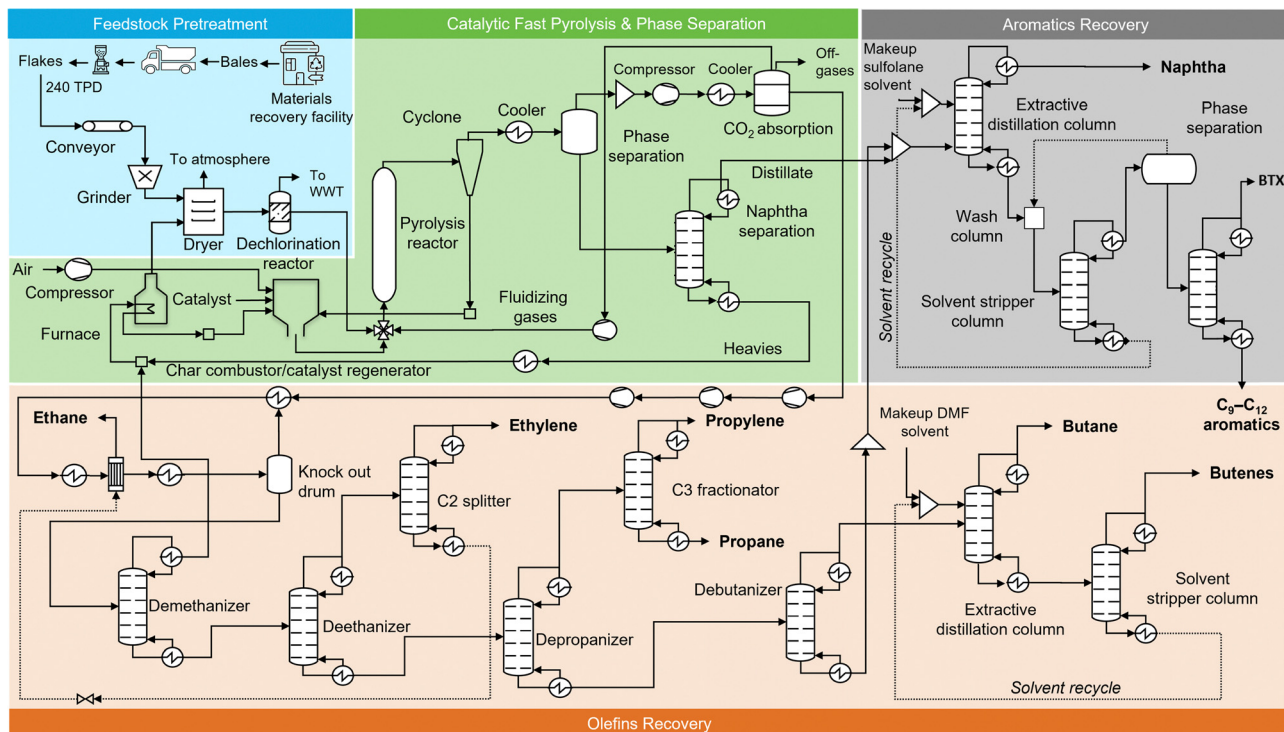 Feedstock Pretreatment
Flakes
Bales
240 TPD
Materials
recovery facility
Conveyor
To atmosphere
To
WWT
Grinder
Dryer
Dechlorination
reactor
Catalytic Fast Pyrolysis & Phase Separation
Cyclone
Cooler
Compressor
Cooler
Off-
gases
CO₂ absorption
Phase
separation
Distillate
Naphtha
separation
Pyrolysis
reactor
Air
Compressor
Catalyst
Furnace
Fluidizing
gases
Heavies
Char combustor/catalyst regenerator
Aromatics Recovery
Makeup
sulfolane
solvent
Naphtha
Extractive
distillation column
Phase
separation
BTX
Wash
column
Solvent stripper
column
Solvent recycle
C₉–C₁₂
aromatics
Ethane
Knock out
drum
Ethylene
C2 splitter
Propylene
C3 fractionator
Propane
Demethanizer
Deethanizer
Depropanizer
Debutanizer
Makeup DMF
solvent
Butane
Butenes
Extractive
distillation column
Solvent
stripper column
Solvent recycle
Olefins Recovery